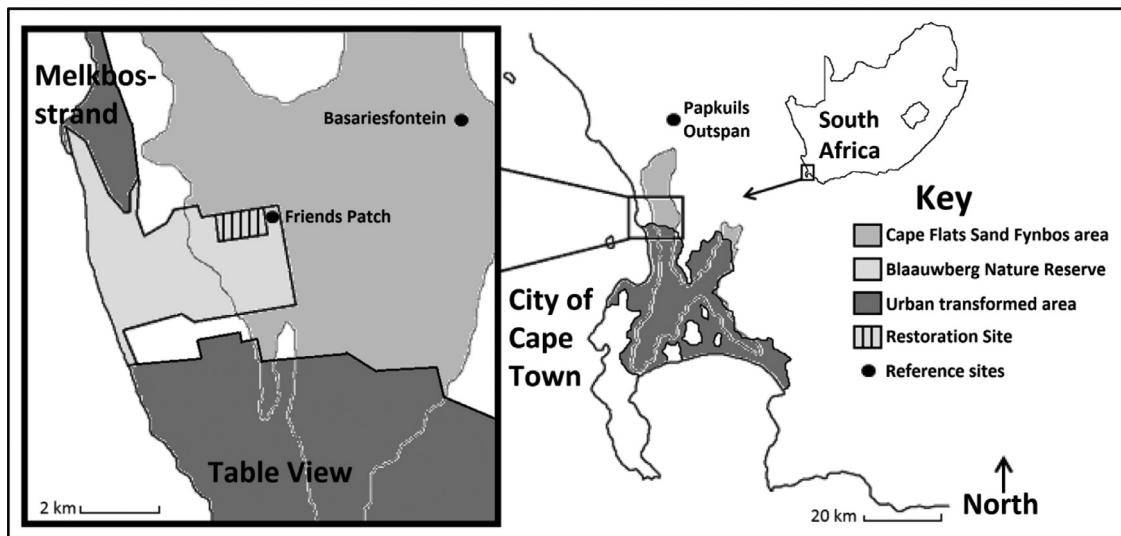 Melkbos-
strand
Basariesfontein
Friends Patch
Table View
2 km
Papkuils
Outspan
South
Africa
City of
Cape
Town
Key
Cape Flats Sand Fynbos area
Blaauwberg Nature Reserve
Urban transformed area
Restoration Site
Reference sites
North
20 km